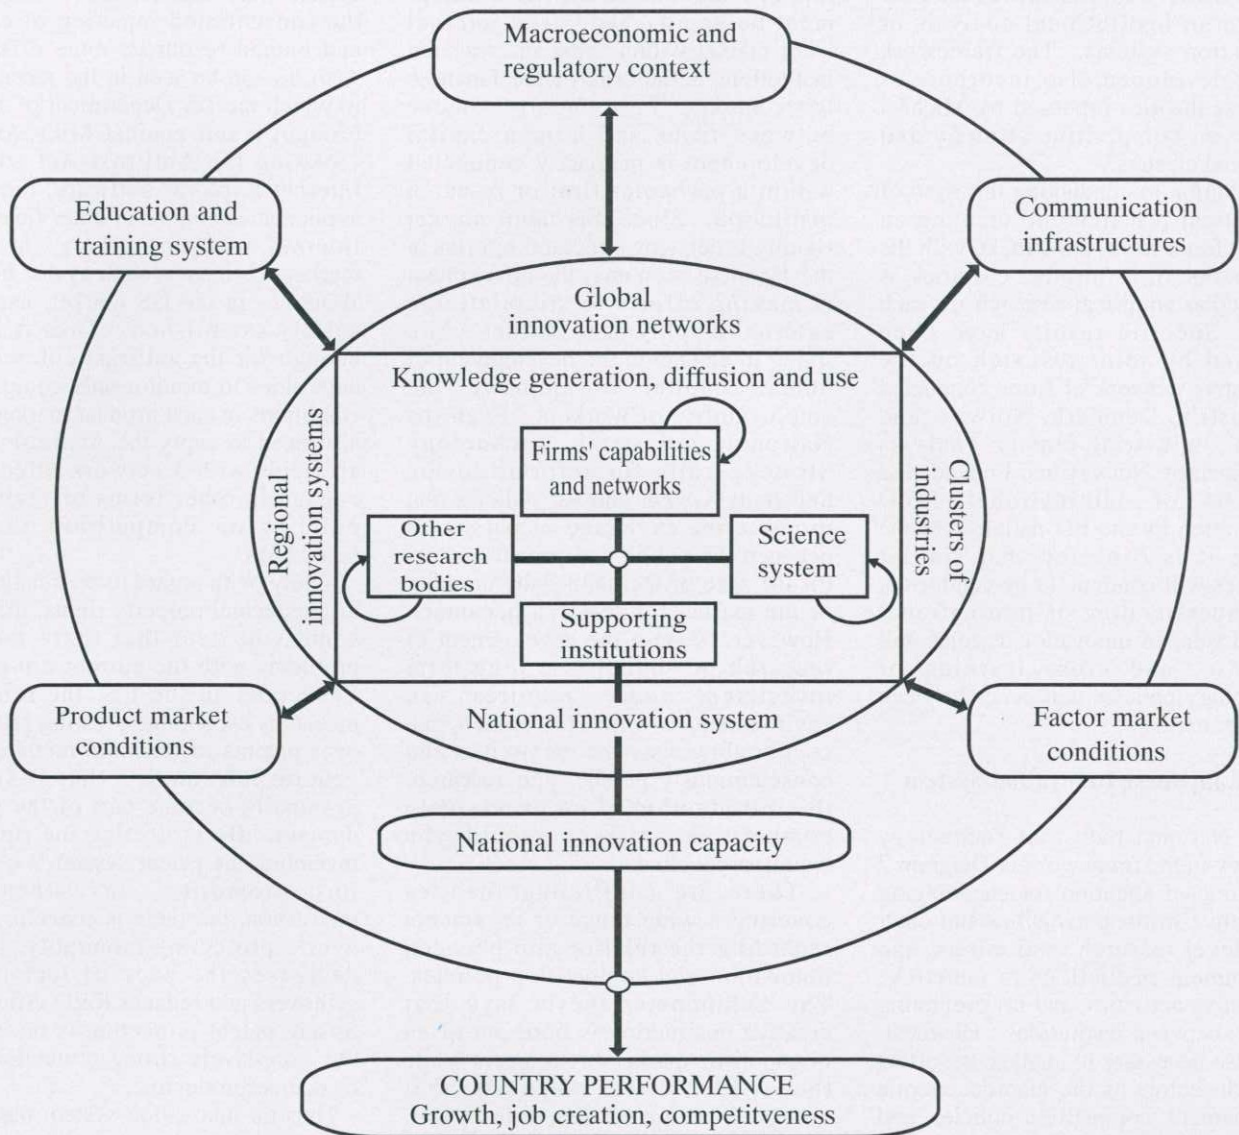 Macroeconomic and
regulatory context
Education and
training system
Communication
infrastructures
Global
innovation networks
Knowledge generation, diffusion and use
Regional
innovation systems
Clusters of
industries
Firms' capabilities
and networks
Other
research
bodies
Science
system
Supporting
institutions
National innovation system
Product market
conditions
Factor market
conditions
National innovation capacity
COUNTRY PERFORMANCE
Growth, job creation, competitveness